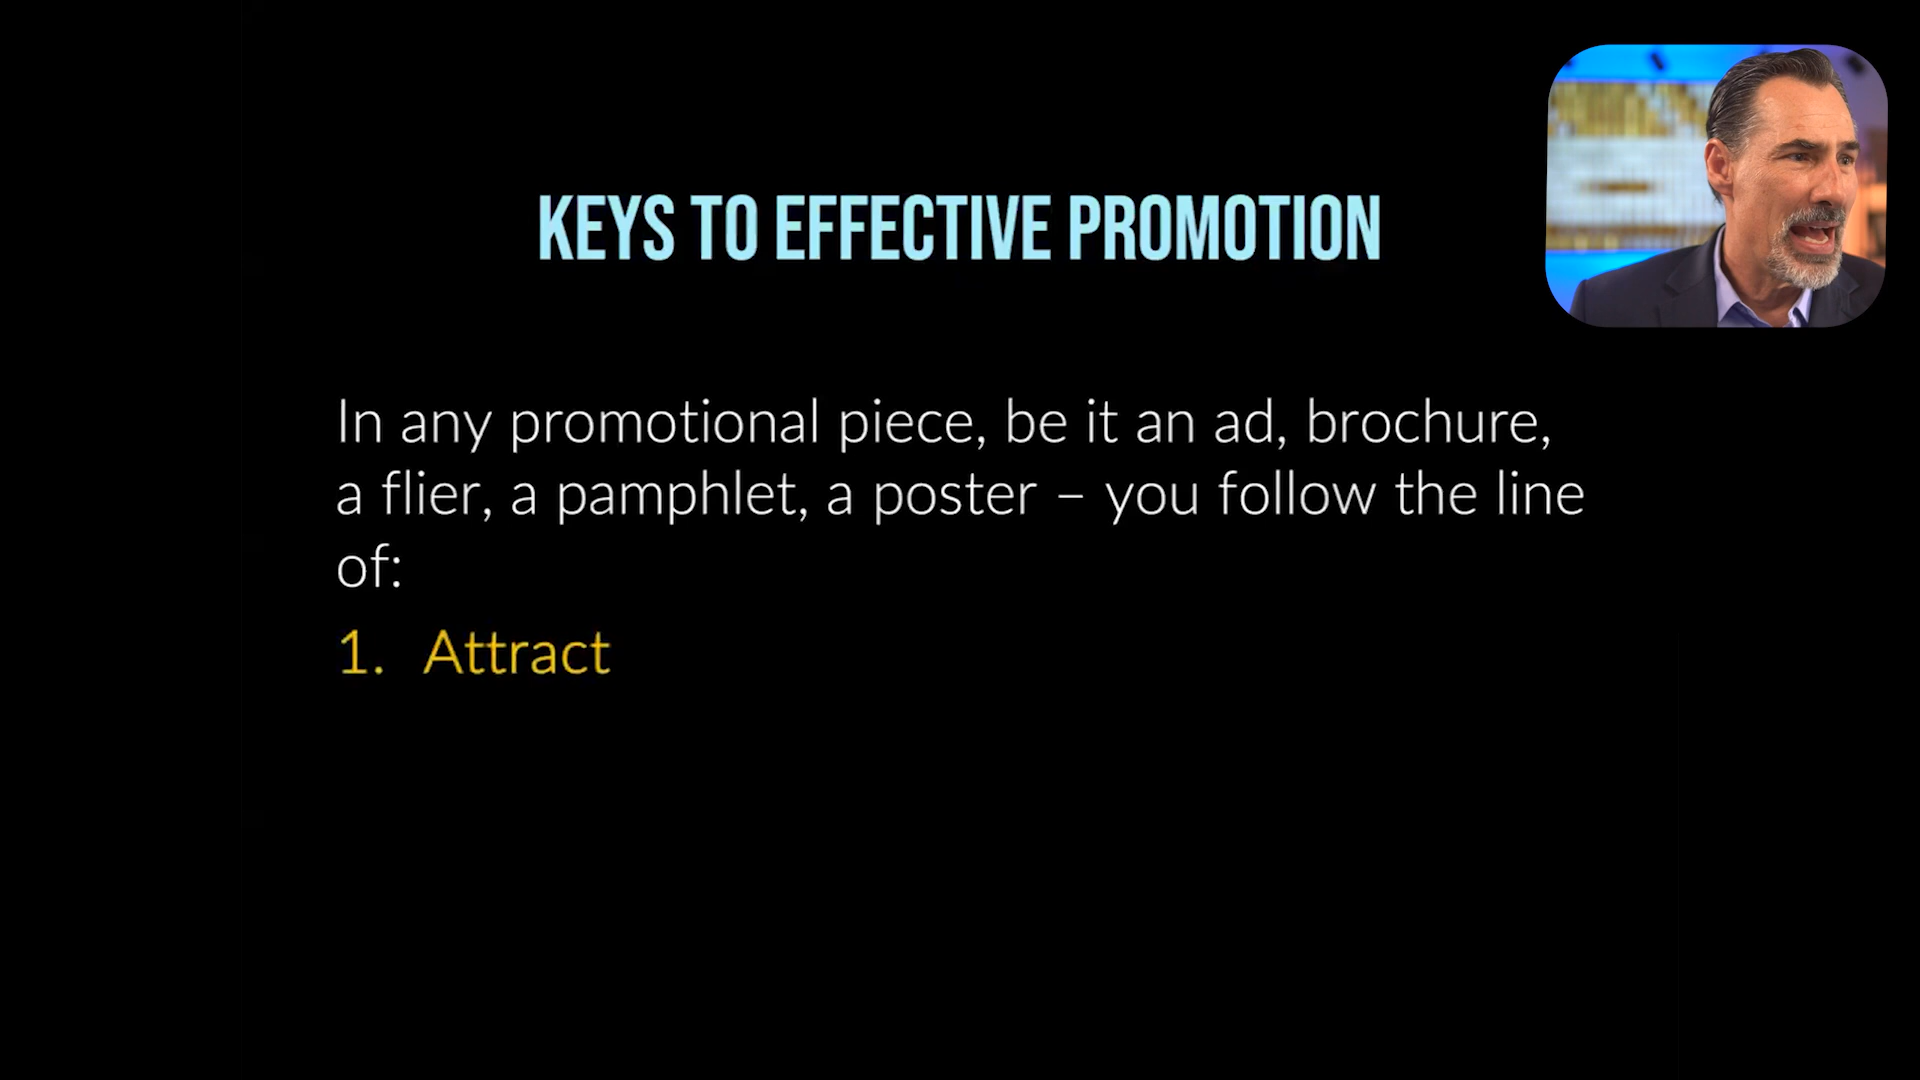 KEYS TO EFFECTIVE PROMOTION
In any promotional piece, be it an ad, brochure,
a flier, a pamphlet, a poster – you follow the line
of:
1. Attract